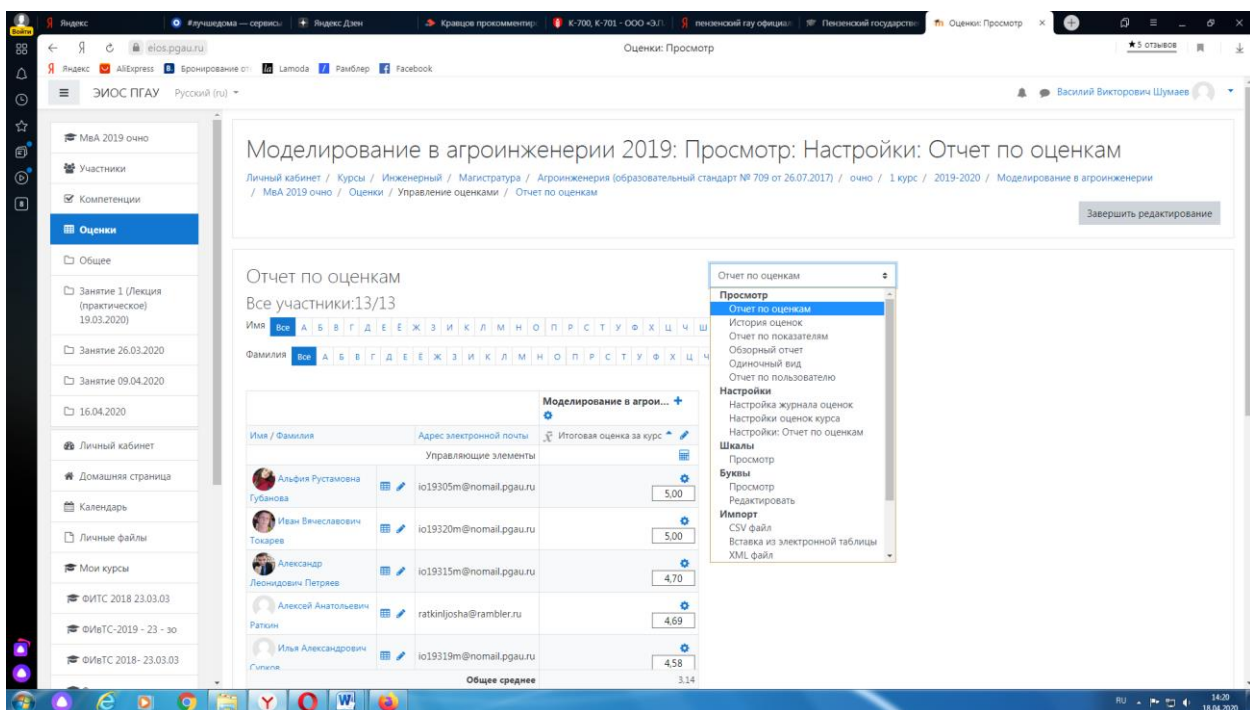 Войти
Яндекс
#лучшедома — сервисы
Яндекс Дзен
Кравцов прокомментир
К-700, К-701 - ООО «Э.П.
пензенский гау официал
Пензенский государстве
Оценки: Просмотр
eios.pgau.ru
Оценки: Просмотр
★ 5 отзывов
Яндекс
AliExpress
Бронирование от
Lamoda
Рамблер
Facebook
ЭИОС ПГАУ Русский (ru)
Василий Викторович Шумаев
МвА 2019 очно
Участники
Компетенции
Оценки
Общее
Занятие 1 (Лекция
(практическое)
19.03.2020)
Занятие 26.03.2020
Занятие 09.04.2020
16.04.2020
Личный кабинет
Домашняя страница
Календарь
Личные файлы
Мои курсы
ФИТС 2018 23.03.03
ФИвТС-2019 - 23 - зо
ФИвТС 2018- 23.03.03
Моделирование в агроинженерии 2019: Просмотр: Настройки: Отчет по оценкам
Личный кабинет / Курсы / Инженерный / Магистратура / Агроинженерия (образовательный стандарт № 709 от 26.07.2017) / очно / 1 курс / 2019-2020 / Моделирование в агроинженерии
/ МвА 2019 очно / Оценки / Управление оценками / Отчет по оценкам
Завершить редактирование
Отчет по оценкам
Все участники:13/13
Имя Все А Б В Г Д Е Ё Ж З И К Л М Н О П Р С Т У Ф Х Ц Ч Ш
Фамилия Все А Б В Г Д Е Ё Ж З И К Л М Н О П Р С Т У Ф Х Ц Ч
Моделирование в агрои...
Имя / Фамилия Адрес электронной почты x̄ Итоговая оценка за курс
Управляющие элементы
Альфия Рустамовна
Губанова io19305m@nomail.pgau.ru 5,00
Иван Вячеславович
Токарев io19320m@nomail.pgau.ru 5,00
Александр
Леонидович Петряев io19315m@nomail.pgau.ru 4,70
Алексей Анатольевич
Раткин ratkinljosha@rambler.ru 4,69
Илья Александрович
io19319m@nomail.pgau.ru 4,58
Общее среднее 3,14
Отчет по оценкам
Просмотр
Отчет по оценкам
История оценок
Отчет по показателям
Обзорный отчет
Одиночный вид
Отчет по пользователю
Настройки
Настройка журнала оценок
Настройки оценок курса
Настройки: Отчет по оценкам
Шкалы
Просмотр
Буквы
Просмотр
Редактировать
Импорт
CSV файл
Вставка из электронной таблицы
XML файл
RU
14:20
18.04.2020